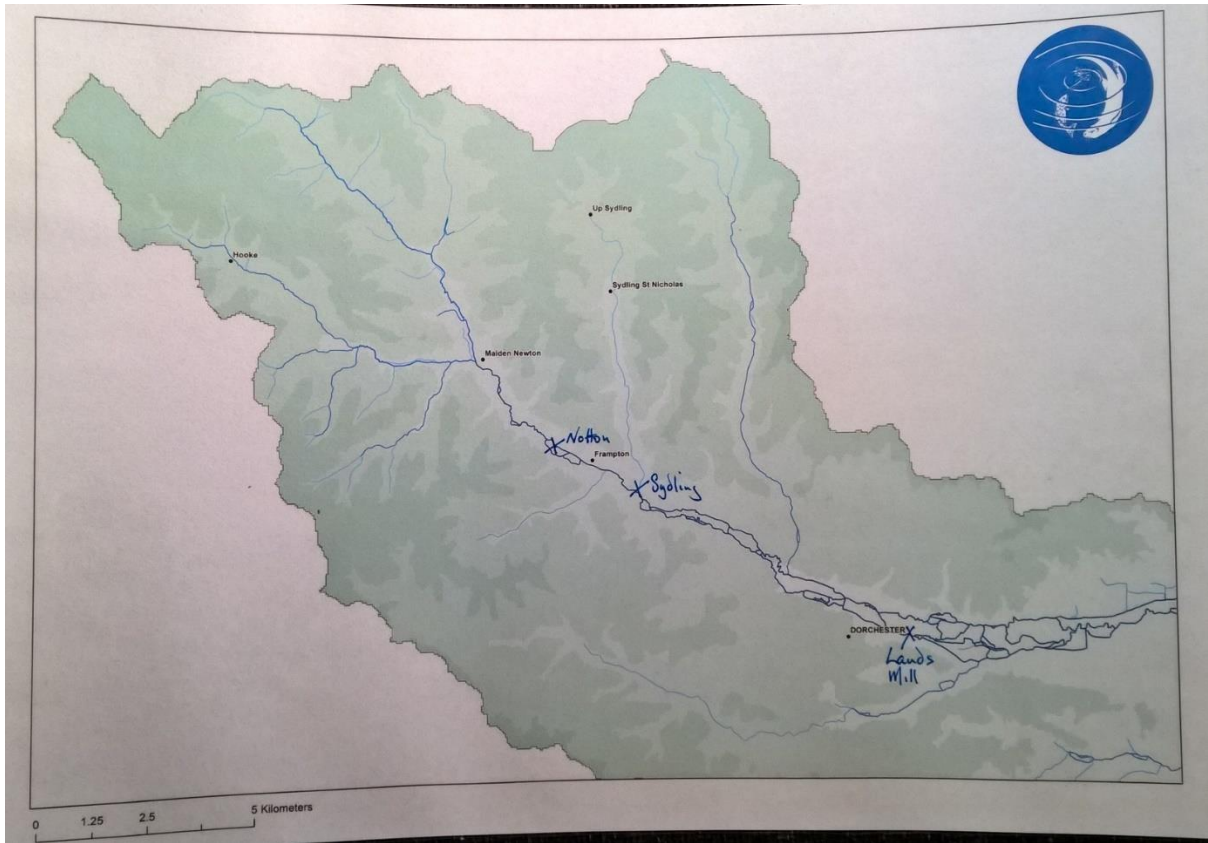 Up Sydling
Hooke
Sydling St Nicholas
Maiden Newton
Notton
Frampton
Sydling
DORCHESTER
Lands
Mill
5 Kilometers
0 1.25 2.5